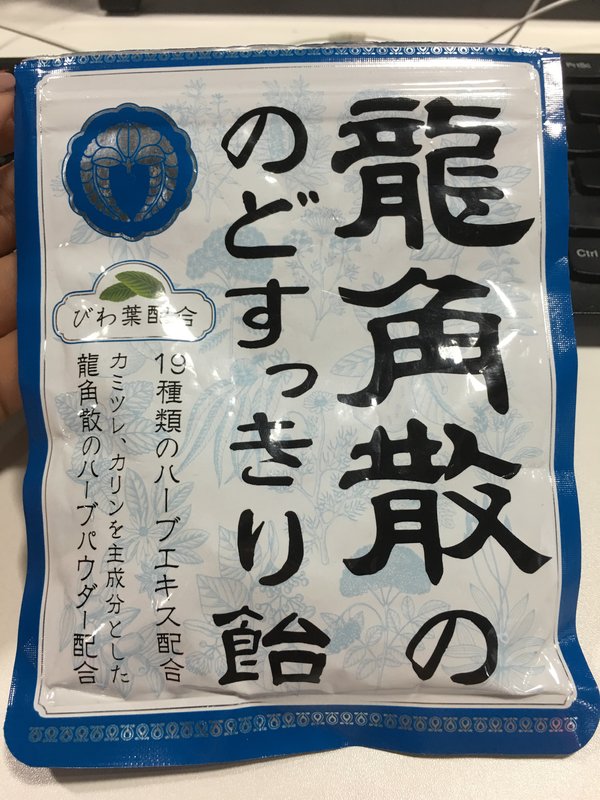 龍角散の
のどすっきり飴
びわ葉配合
19種類のハーブエキス配合
カミツレ、カリンを主成分とした
龍角散のハーブパウダー配合
PrtSc
Ctrl